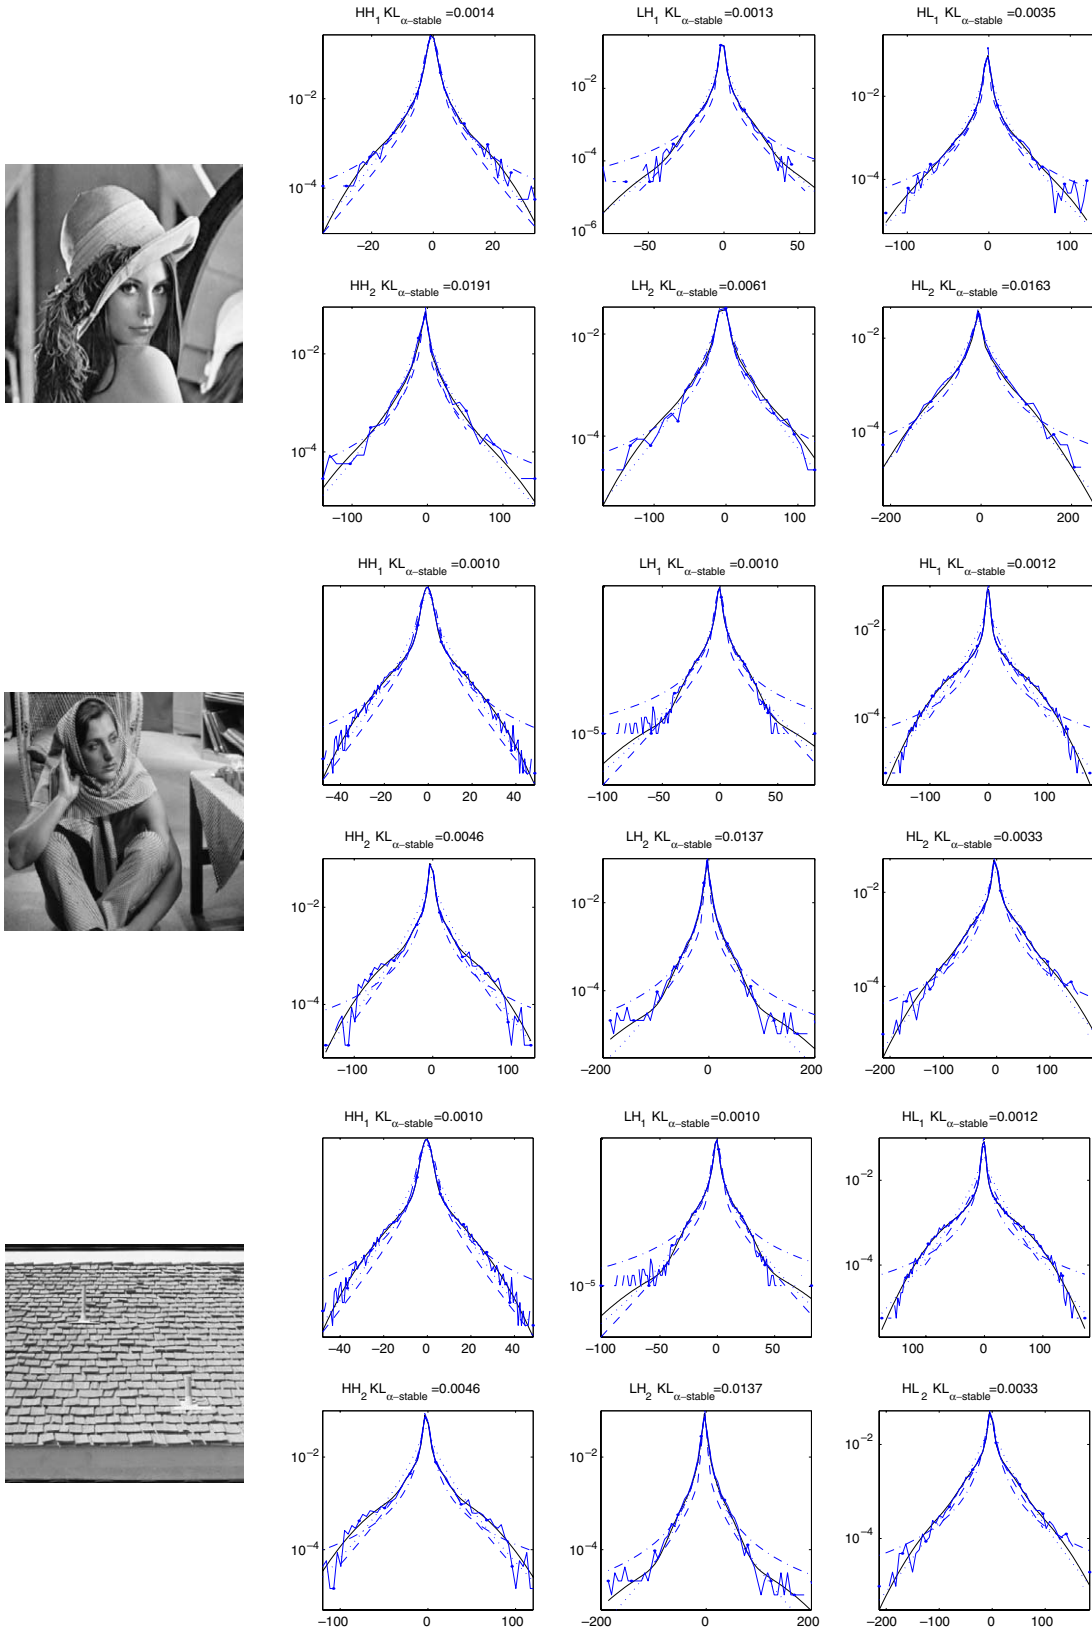 HH1 KLα−stable=0.0014
LH1 KLα−stable=0.0013
HL1 KLα−stable=0.0035
10−2
10−4
−20 0 20
10−2
10−4
10−6
−50 0 50
10−2
10−4
−100 0 100
HH2 KLα−stable=0.0191
LH2 KLα−stable=0.0061
HL2 KLα−stable=0.0163
10−2
10−4
−100 0 100
10−2
10−4
−100 0 100
10−2
10−4
−200 0 200
HH1 KLα−stable=0.0010
LH1 KLα−stable=0.0010
HL1 KLα−stable=0.0012
−40 −20 0 20 40
10−5
−100 −50 0 50
10−2
10−4
−100 0 100
HH2 KLα−stable=0.0046
LH2 KLα−stable=0.0137
HL2 KLα−stable=0.0033
10−2
10−4
−100 0 100
10−2
10−4
−200 0 200
10−2
10−4
−200 −100 0 100
HH1 KLα−stable=0.0010
LH1 KLα−stable=0.0010
HL1 KLα−stable=0.0012
−40 −20 0 20 40
10−5
−100 −50 0 50
10−2
10−4
100 0 100
HH2 KLα−stable=0.0046
LH2 KLα−stable=0.0137
HL2 KLα−stable=0.0033
10−2
10−4
−100 0 100
10−2
10−4
−200 0 200
10−2
10−4
−200 −100 0 100